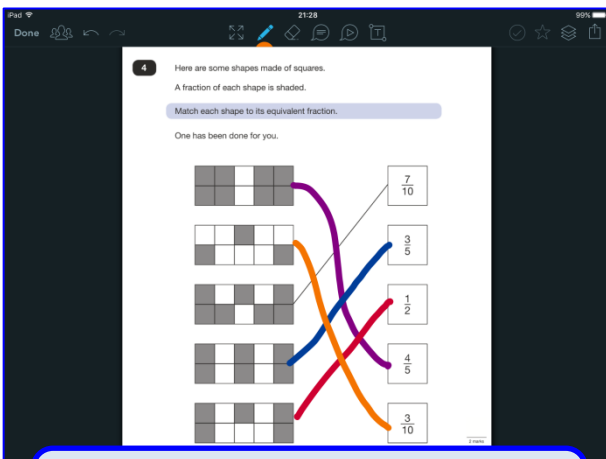 iPad
21:28
99%
Done
T
4
Here are some shapes made of squares.
A fraction of each shape is shaded.
Match each shape to its equivalent fraction.
One has been done for you.
7
10
3
5
1
2
4
5
3
10
2 marks